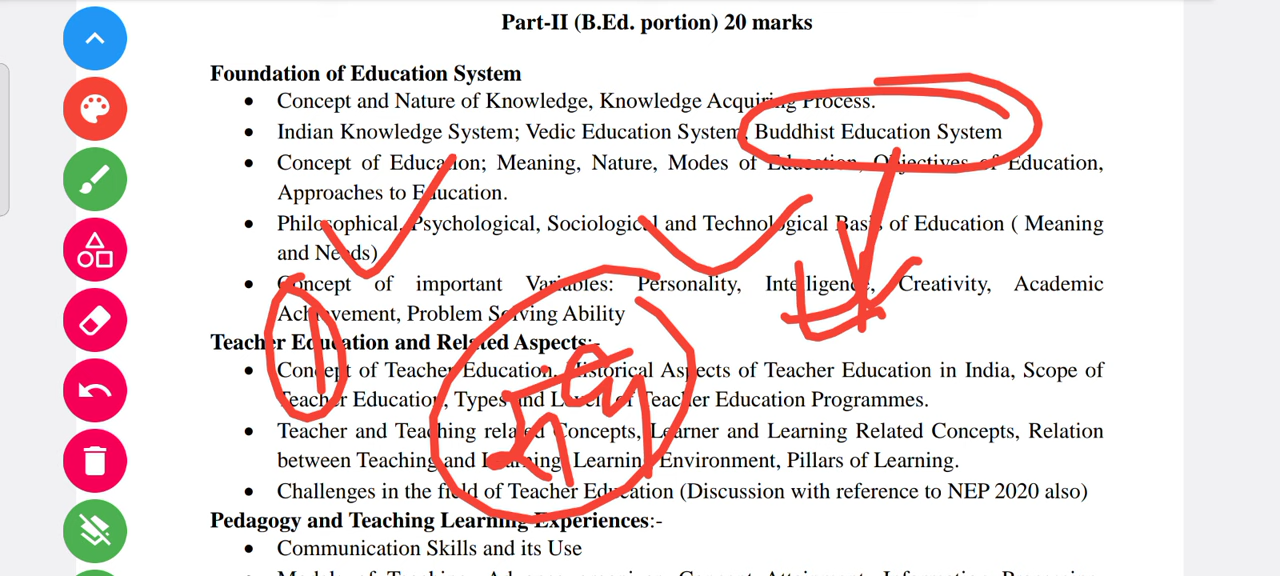 Part-II (B.Ed. portion) 20 marks
Foundation of Education System
• Concept and Nature of Knowledge, Knowledge Acquiring Process.
• Indian Knowledge System; Vedic Education System, Buddhist Education System
• Concept of Education; Meaning, Nature, Modes of Education, Objectives of Education,
Approaches to Education.
• Philosophical, Psychological, Sociological and Technological Basis of Education ( Meaning
and Needs)
• Concept of important Variables: Personality, Intelligence, Creativity, Academic
Achievement, Problem Solving Ability
Teacher Education and Related Aspects:-
• Concept of Teacher Education, Historical Aspects of Teacher Education in India, Scope of
Teacher Education, Types and Levels of Teacher Education Programmes.
• Teacher and Teaching related Concepts, Learner and Learning Related Concepts, Relation
between Teaching and Learning, Learning Environment, Pillars of Learning.
• Challenges in the field of Teacher Education (Discussion with reference to NEP 2020 also)
Pedagogy and Teaching Learning Experiences:-
• Communication Skills and its Use